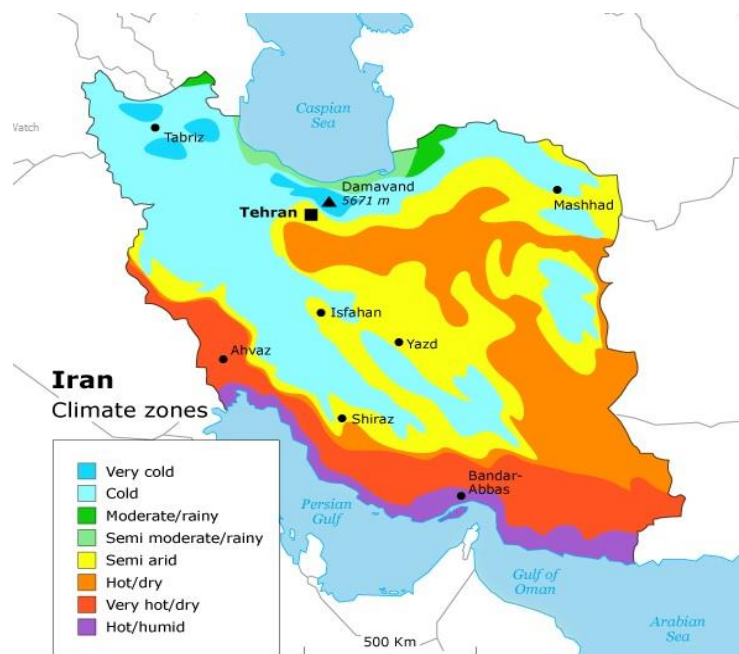 Caspian
Sea
Watch
Tabriz
Damavand
5671 m
Mashhad
Tehran
Isfahan
Yazd
Ahvaz
Iran
Climate zones
Shiraz
Very cold
Cold
Moderate/rainy
Semi moderate/rainy
Semi arid
Hot/dry
Very hot/dry
Hot/humid
Bandar-
Abbas
Persian
Gulf
Gulf of
Oman
Arabian
Sea
500 Km